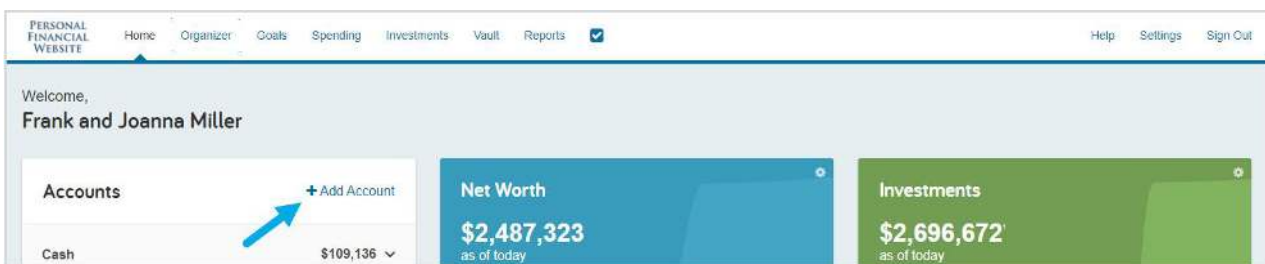 PERSONAL
FINANCIAL
WEBSITE
Home Organizer Goals Spending Investments Vault Reports Help Settings Sign Out
Welcome,
Frank and Joanna Miller
Accounts + Add Account
Cash $109,136
Net Worth
$2,487,323
as of today
Investments
$2,696,672
as of today